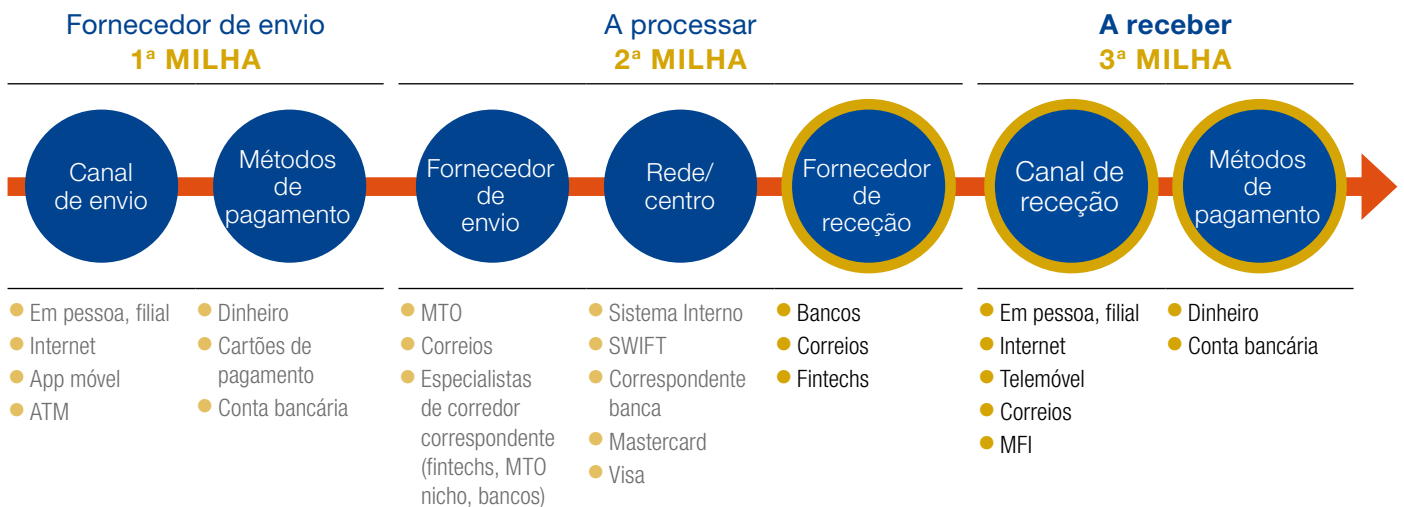 Fornecedor de envio
1ª MILHA
A processar
2ª MILHA
A receber
3ª MILHA
Canal
de envio
Métodos
de
pagamento
Fornecedor
de
envio
Rede/
centro
Fornecedor
de
receção
Canal de
receção
Métodos
de
pagamento
Em pessoa, filial
Internet
App móvel
ATM
Dinheiro
Cartões de
pagamento
Conta bancária
MTO
Correios
Especialistas
de corredor
correspondente
(fintechs, MTO
nicho, bancos)
Sistema Interno
SWIFT
Correspondente
banca
Mastercard
Visa
Bancos
Correios
Fintechs
Em pessoa, filial
Internet
Telemóvel
Correios
MFI
Dinheiro
Conta bancária